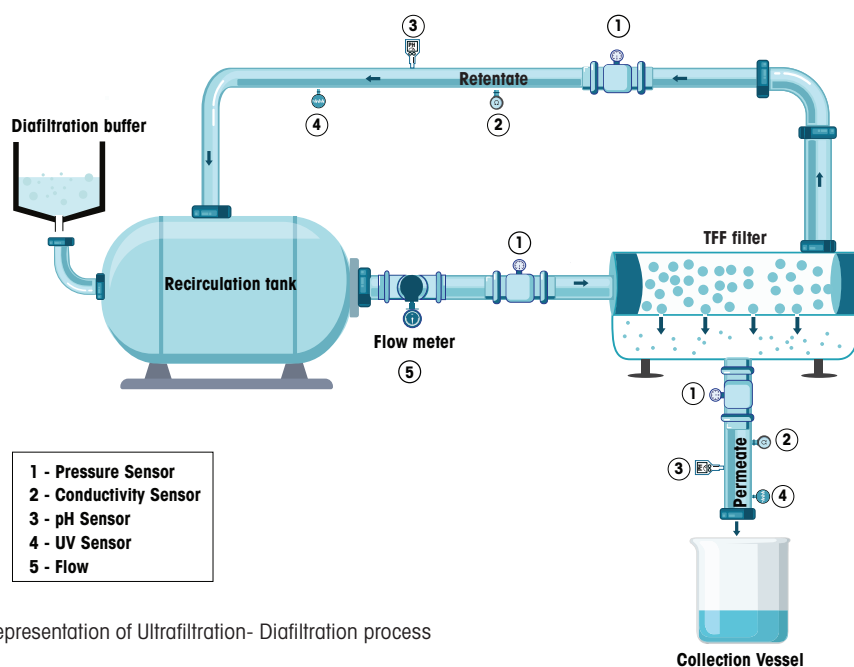 3
1
Retentate
4
2
Diafiltration buffer
TFF filter
1
Recirculation tank
Flow meter
5
1
2
3
Permeate
4
1 - Pressure Sensor
2 - Conductivity Sensor
3 - pH Sensor
4 - UV Sensor
5 - Flow
epresentation of Ultrafiltration- Diafiltration process
Collection Vessel